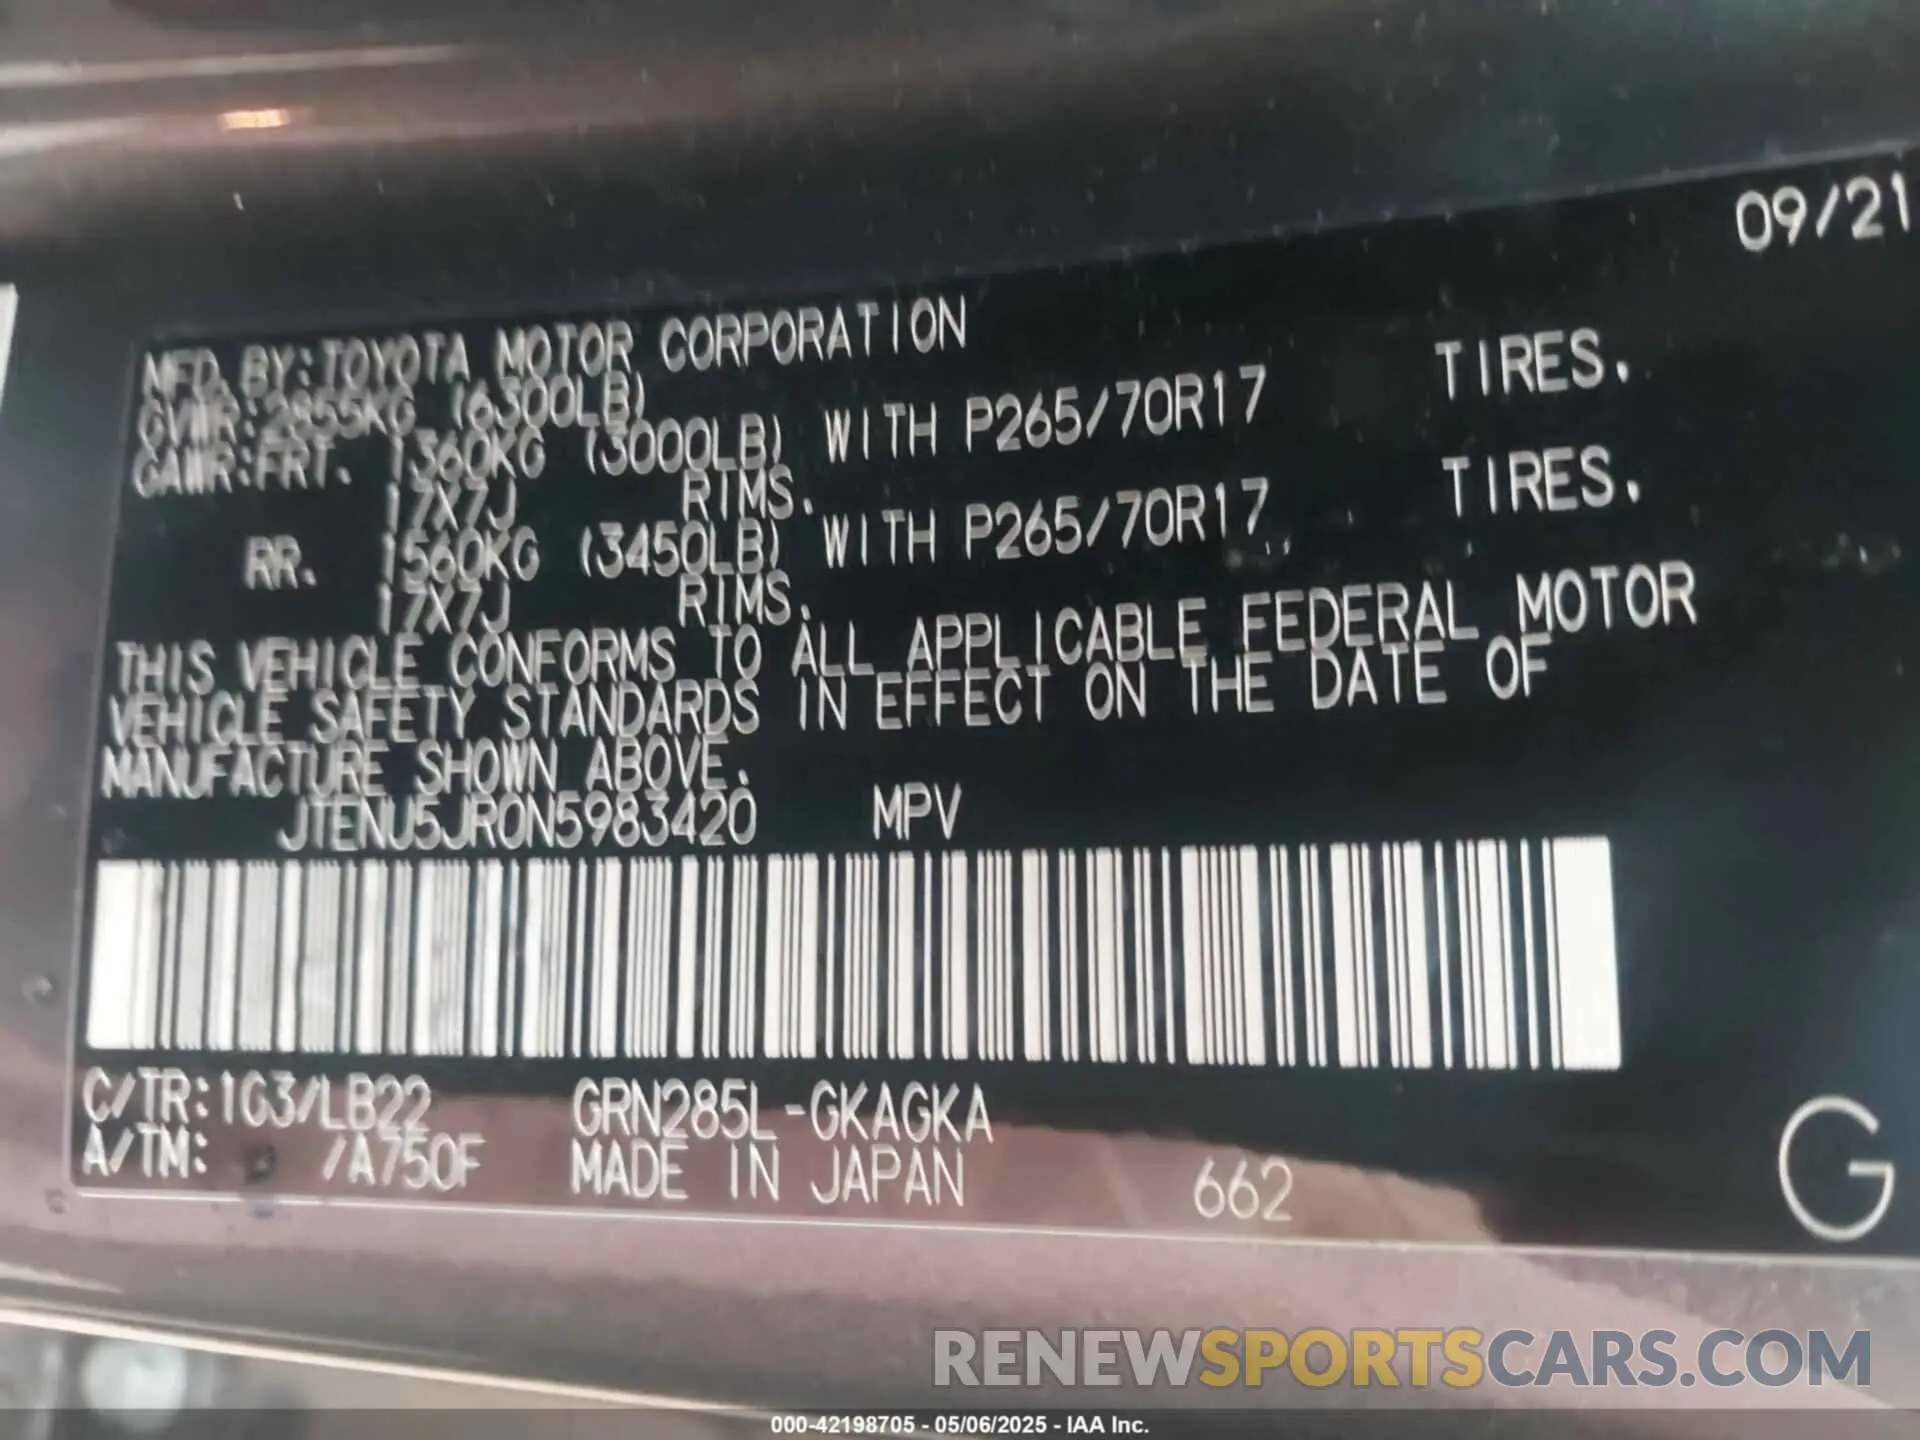 09/21
MFD. BY: TOYOTA MOTOR CORPORATION
GVWR: 2855KG (6300LB)
GAWR: FRT. 1360KG (3000LB) WITH P265/70R17 TIRES.
17X7J RIMS.
RR. 1560KG (3450LB) WITH P265/70R17 TIRES.
17X7J RIMS.
THIS VEHICLE CONFORMS TO ALL APPLICABLE FEDERAL MOTOR
VEHICLE SAFETY STANDARDS IN EFFECT ON THE DATE OF
MANUFACTURE SHOWN ABOVE.
JTENU5JR0N5983420 MPV
C/TR: 1G3/LB22 GRN285L-GKAGKA
A/TM: /A750F MADE IN JAPAN 662
G
RENEWSPORTSCARS.COM
000-42198705 - 05/06/2025 - IAA Inc.